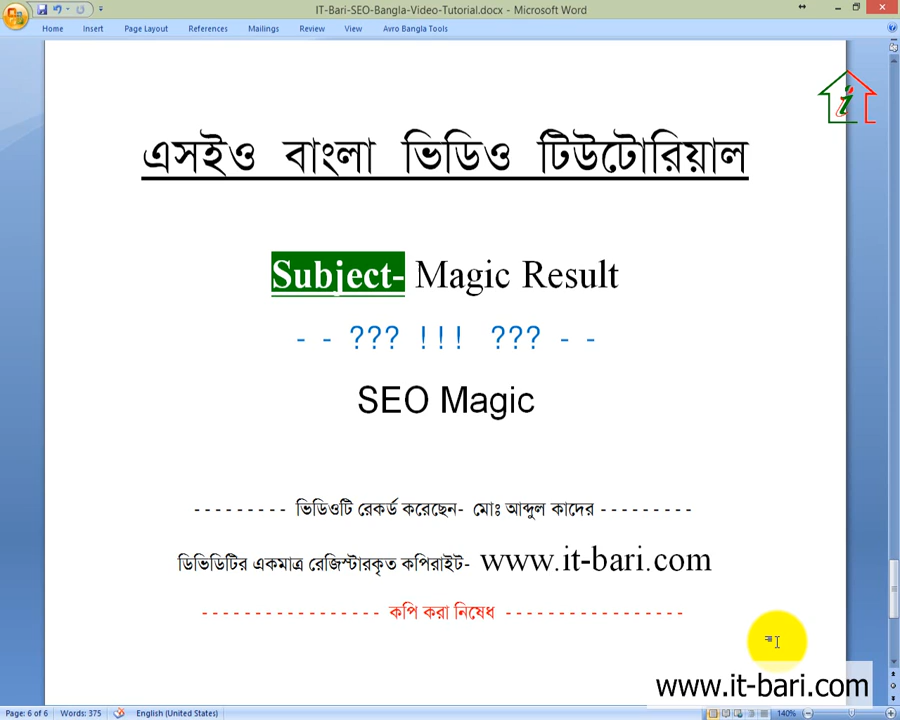 IT-Bari-SEO-Bangla-Video-Tutorial.docx - Microsoft Word
Home Insert Page Layout References Mailings Review View Avro Bangla Tools
এসইও বাংলা ভিডিও টিউটোরিয়াল
Subject- Magic Result
- - ??? !!! ??? - -
SEO Magic
--------- ভিডিওটি রেকর্ড করেছেন- মোঃ আব্দুল কাদের ---------
ডিভিডিটির একমাত্র রেজিস্টারকৃত কপিরাইট- www.it-bari.com
----------------- কপি করা নিষেধ -----------------
www.it-bari.com
Page: 6 of 6 Words: 375 English (United States) 140%